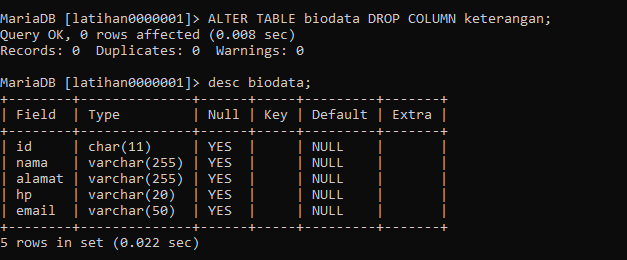 MariaDB [latihan0000001]> ALTER TABLE biodata DROP COLUMN keterangan;
Query OK, 0 rows affected (0.008 sec)
Records: 0  Duplicates: 0  Warnings: 0

MariaDB [latihan0000001]> desc biodata;
+--------+--------------+------+-----+---------+-------+
| Field  | Type         | Null | Key | Default | Extra |
+--------+--------------+------+-----+---------+-------+
| id     | char(11)     | YES  |     | NULL    |       |
| nama   | varchar(255) | YES  |     | NULL    |       |
| alamat | varchar(255) | YES  |     | NULL    |       |
| hp     | varchar(20)  | YES  |     | NULL    |       |
| email  | varchar(50)  | YES  |     | NULL    |       |
+--------+--------------+------+-----+---------+-------+
5 rows in set (0.022 sec)